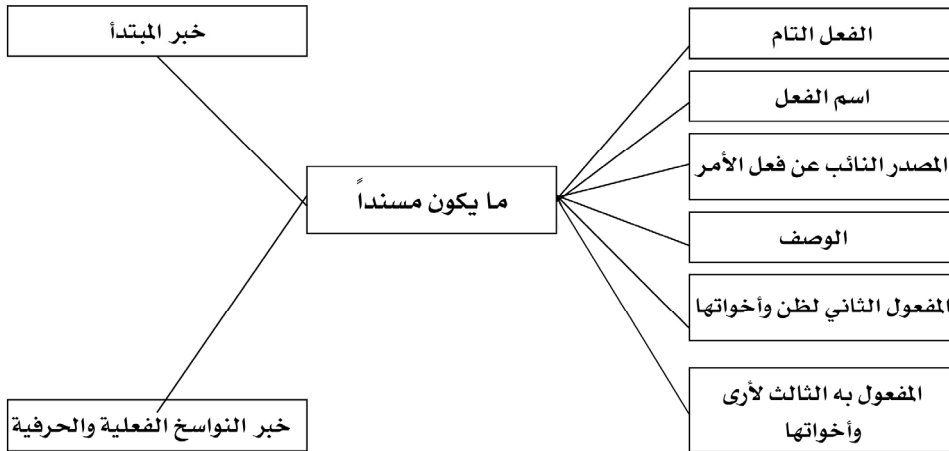 الفعل التام
خبر المبتدأ
اسم الفعل
المصدر النائب عن فعل الأمر
ما يكون مسنداً
الوصف
المفعول الثاني لظن وأخواتها
المفعول به الثالث لأرى
وأخواتها
خبر النواسخ الفعلية والحرفية